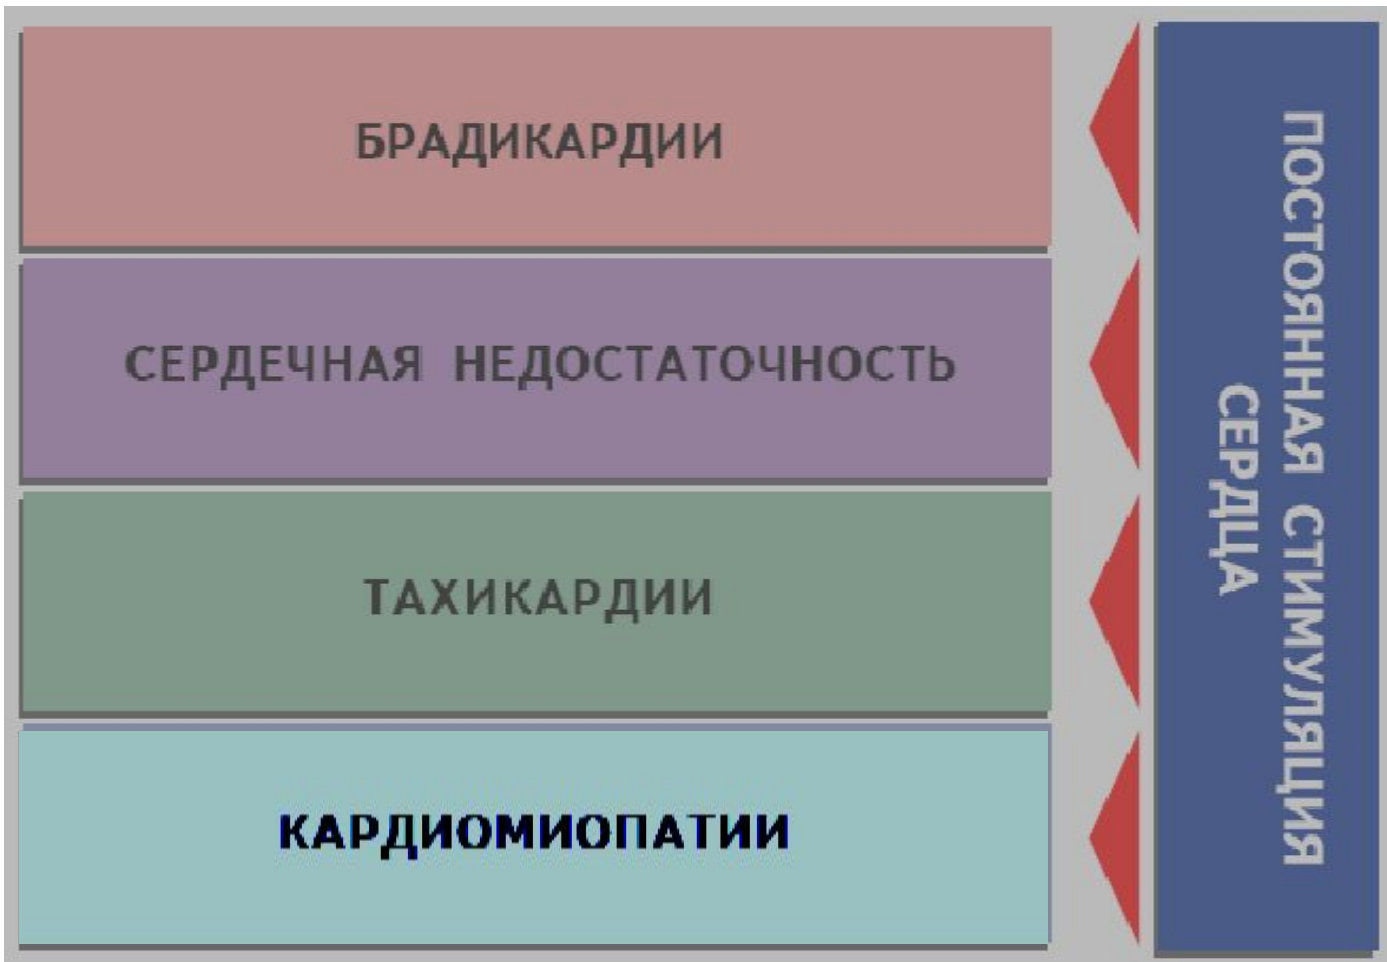 БРАДИКАРДИИ
СЕРДЕЧНАЯ НЕДОСТАТОЧНОСТЬ
ТАХИКАРДИИ
КАРДИОМИОПАТИИ
ПОСТОЯННАЯ СТИМУЛЯЦИЯ
СЕРДЦА